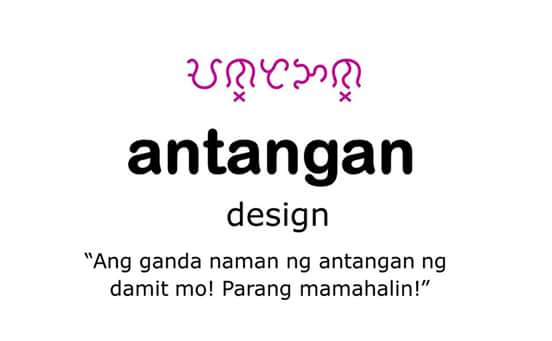 ᜀᜈ᜔ᜆᜅᜈ᜔
antangan
design
“Ang ganda naman ng antangan ng
damit mo! Parang mamahalin!”